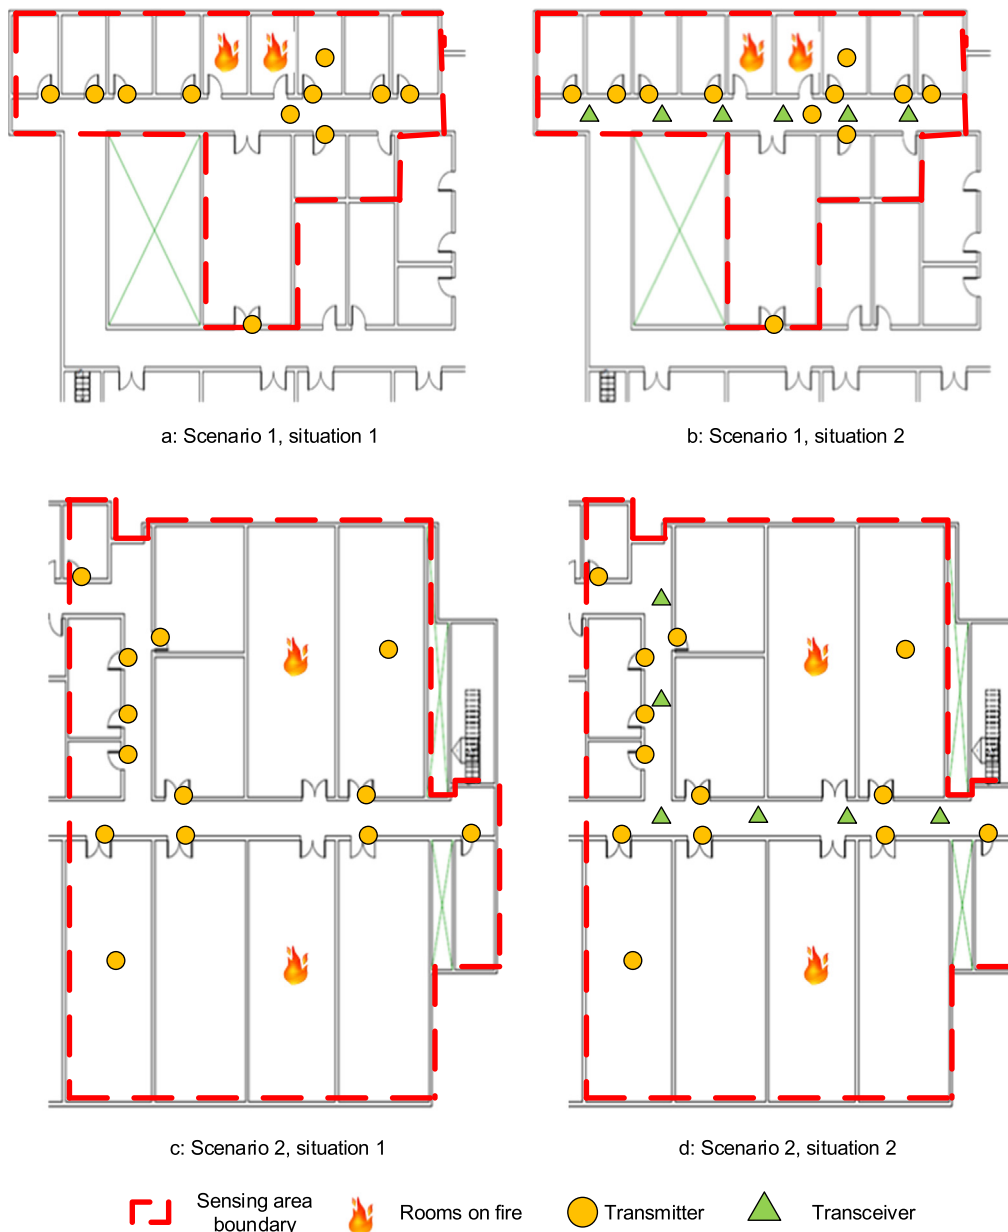 a: Scenario 1, situation 1
b: Scenario 1, situation 2
c: Scenario 2, situation 1
d: Scenario 2, situation 2
Sensing area
boundary
Rooms on fire
Transmitter
Transceiver